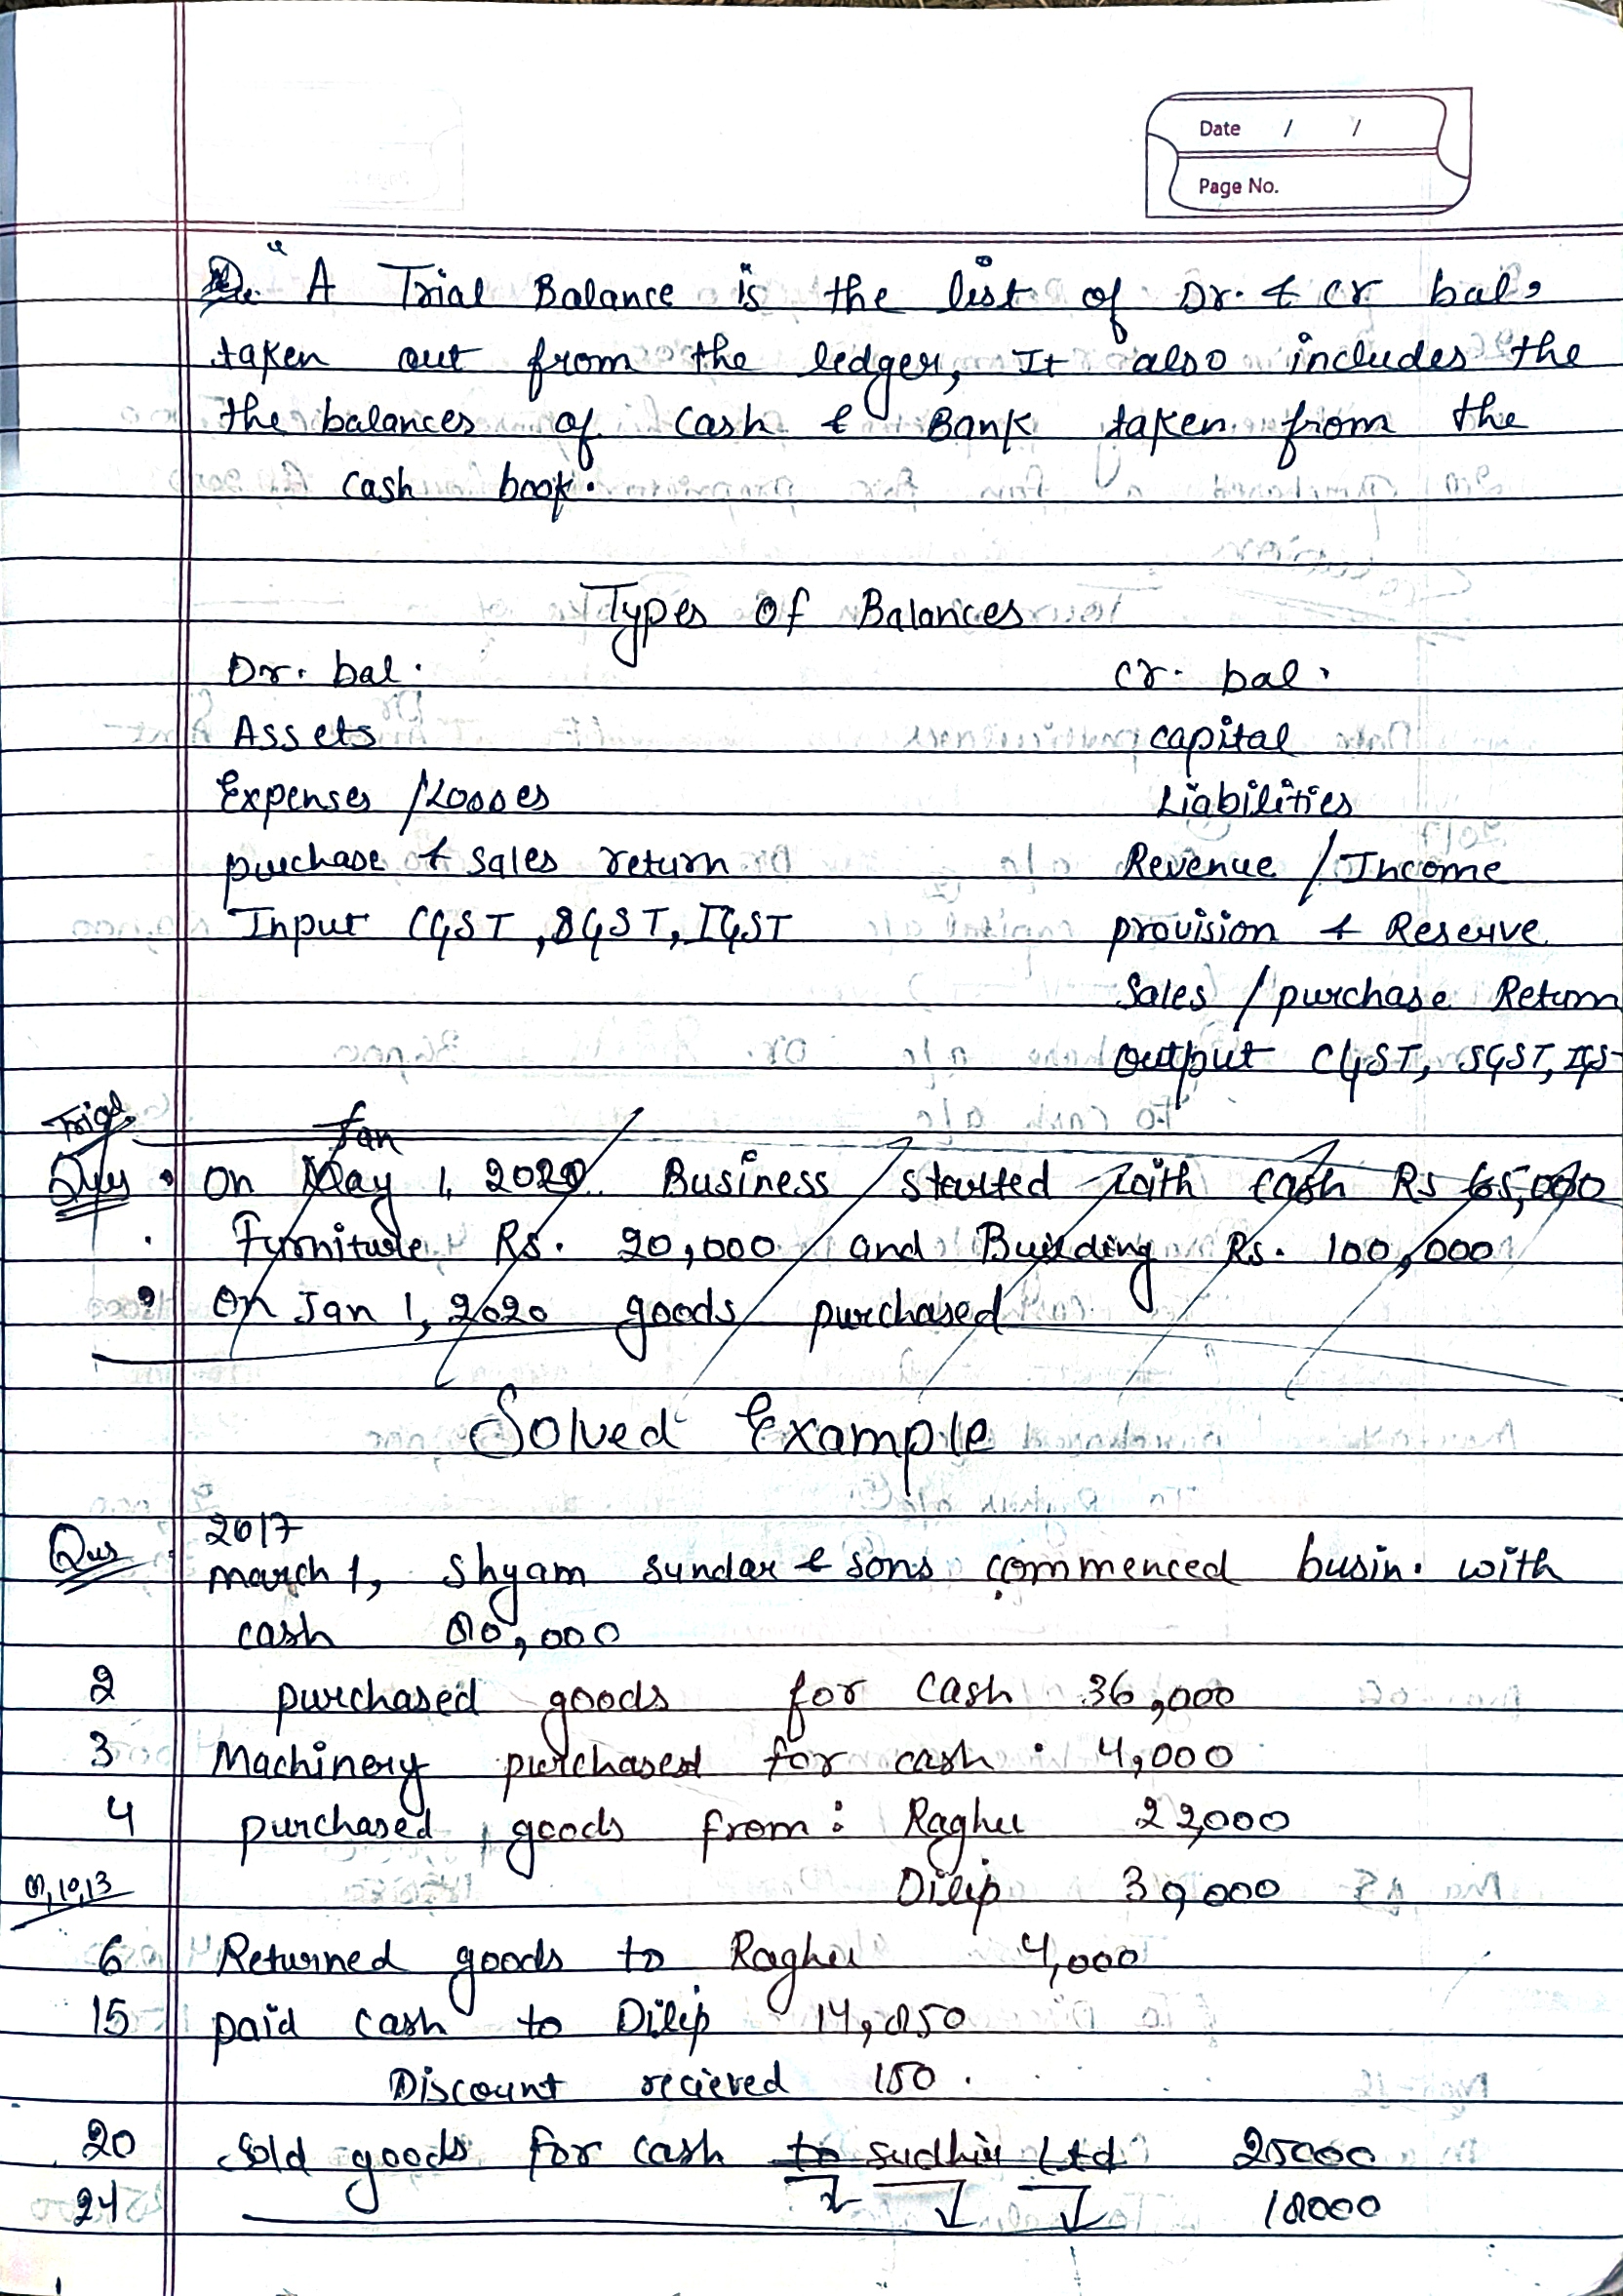 Date / /
Page No.
" A Trial Balance is the list of Dr. & Cr bal.
taken out from the ledger, It also includes the
the balances of cash & Bank taken from the
cash book.
Types of Balances
Dr. bal. Cr. bal.
Assets capital
Expenses / Losses Liabilities
purchase & sales return Revenue / Income
Input CGST, SGST, IGST provision & Reserve
Sales / purchase Return
Output CGST, SGST, IGS
Trial
Jan
Ques • On May 1, 2020 Business started with cash Rs 65,000
• Furniture Rs. 20,000 and Building Rs. 100,000
• On Jan 1, 2020 goods purchased
Solved Example
2017
Qus march 1, Shyam sundar & sons commenced busin. with
cash 80,000
2 purchased goods for cash 36,000
3 Machinery purchased for cash : 4,000
4 purchased goods from : Raghu 22,000
10,13 Dilip 30,000
6 Returned goods to Raghu 4,000
15 paid cash to Dilip 14,850
Discount recieved 150.
20 Sold goods for cash to sudhir Ltd 25000
24 18000